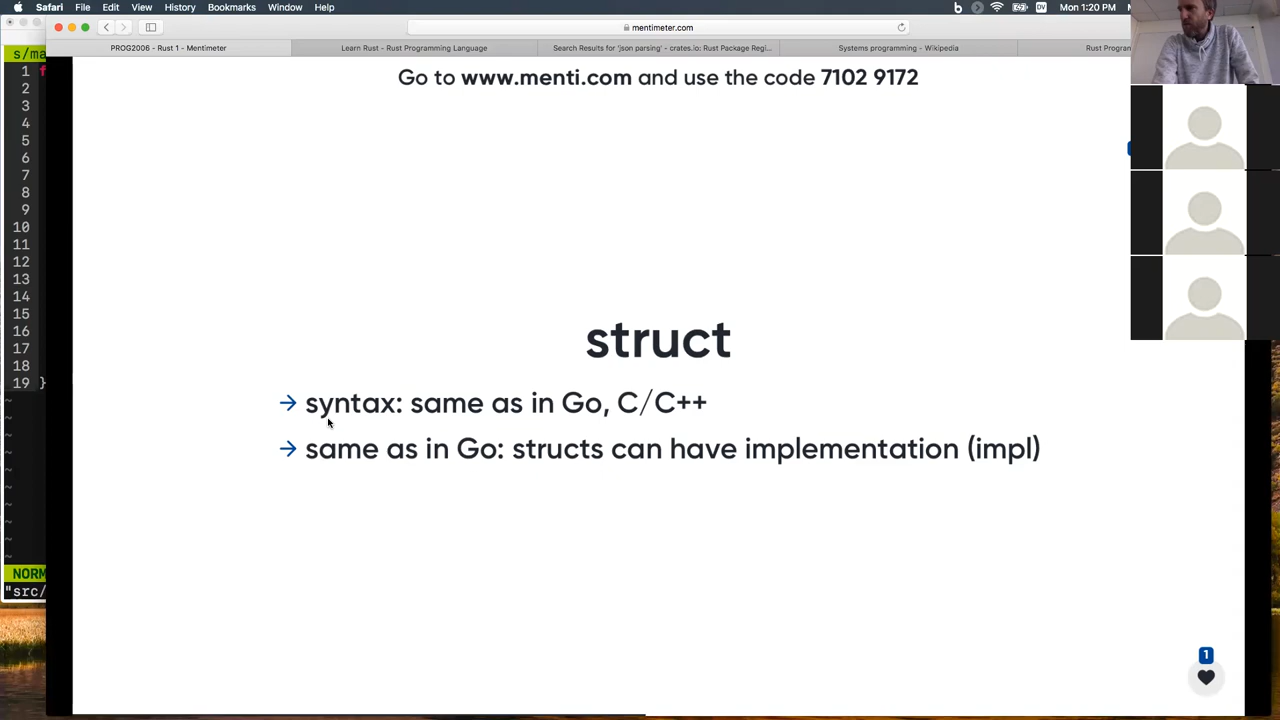 Safari File Edit View History Bookmarks Window Help
DV Mon 1:20 PM
mentimeter.com
PROG2006 - Rust 1 - Mentimeter
Learn Rust - Rust Programming Language
Search Results for 'json parsing' - crates.io: Rust Package Regi...
Systems programming - Wikipedia
Rust Program
s/ma
1
2
3
4
5
6
7
8
9
10
11
12
13
14
15
16
17
18
19 }
~
~
~
~
~
~
~
~
~
~
NORM
"src/
Go to www.menti.com and use the code 7102 9172
struct
→ syntax: same as in Go, C/C++
→ same as in Go: structs can have implementation (impl)
1